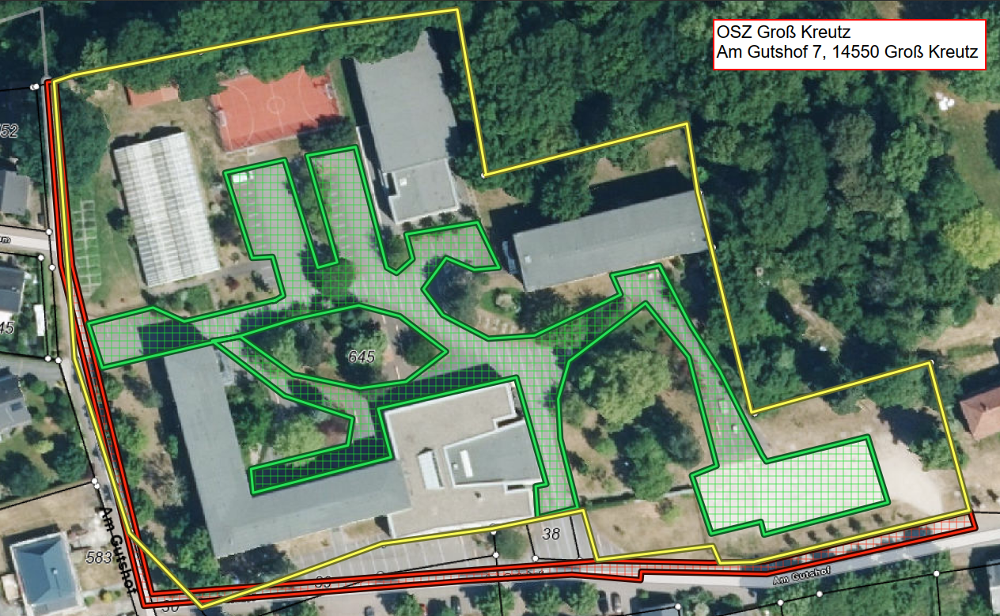 OSZ Groß Kreutz
Am Gutshof 7, 14550 Groß Kreutz
52
m
45
645
583
Am Gutshof
38
Am Gutshof